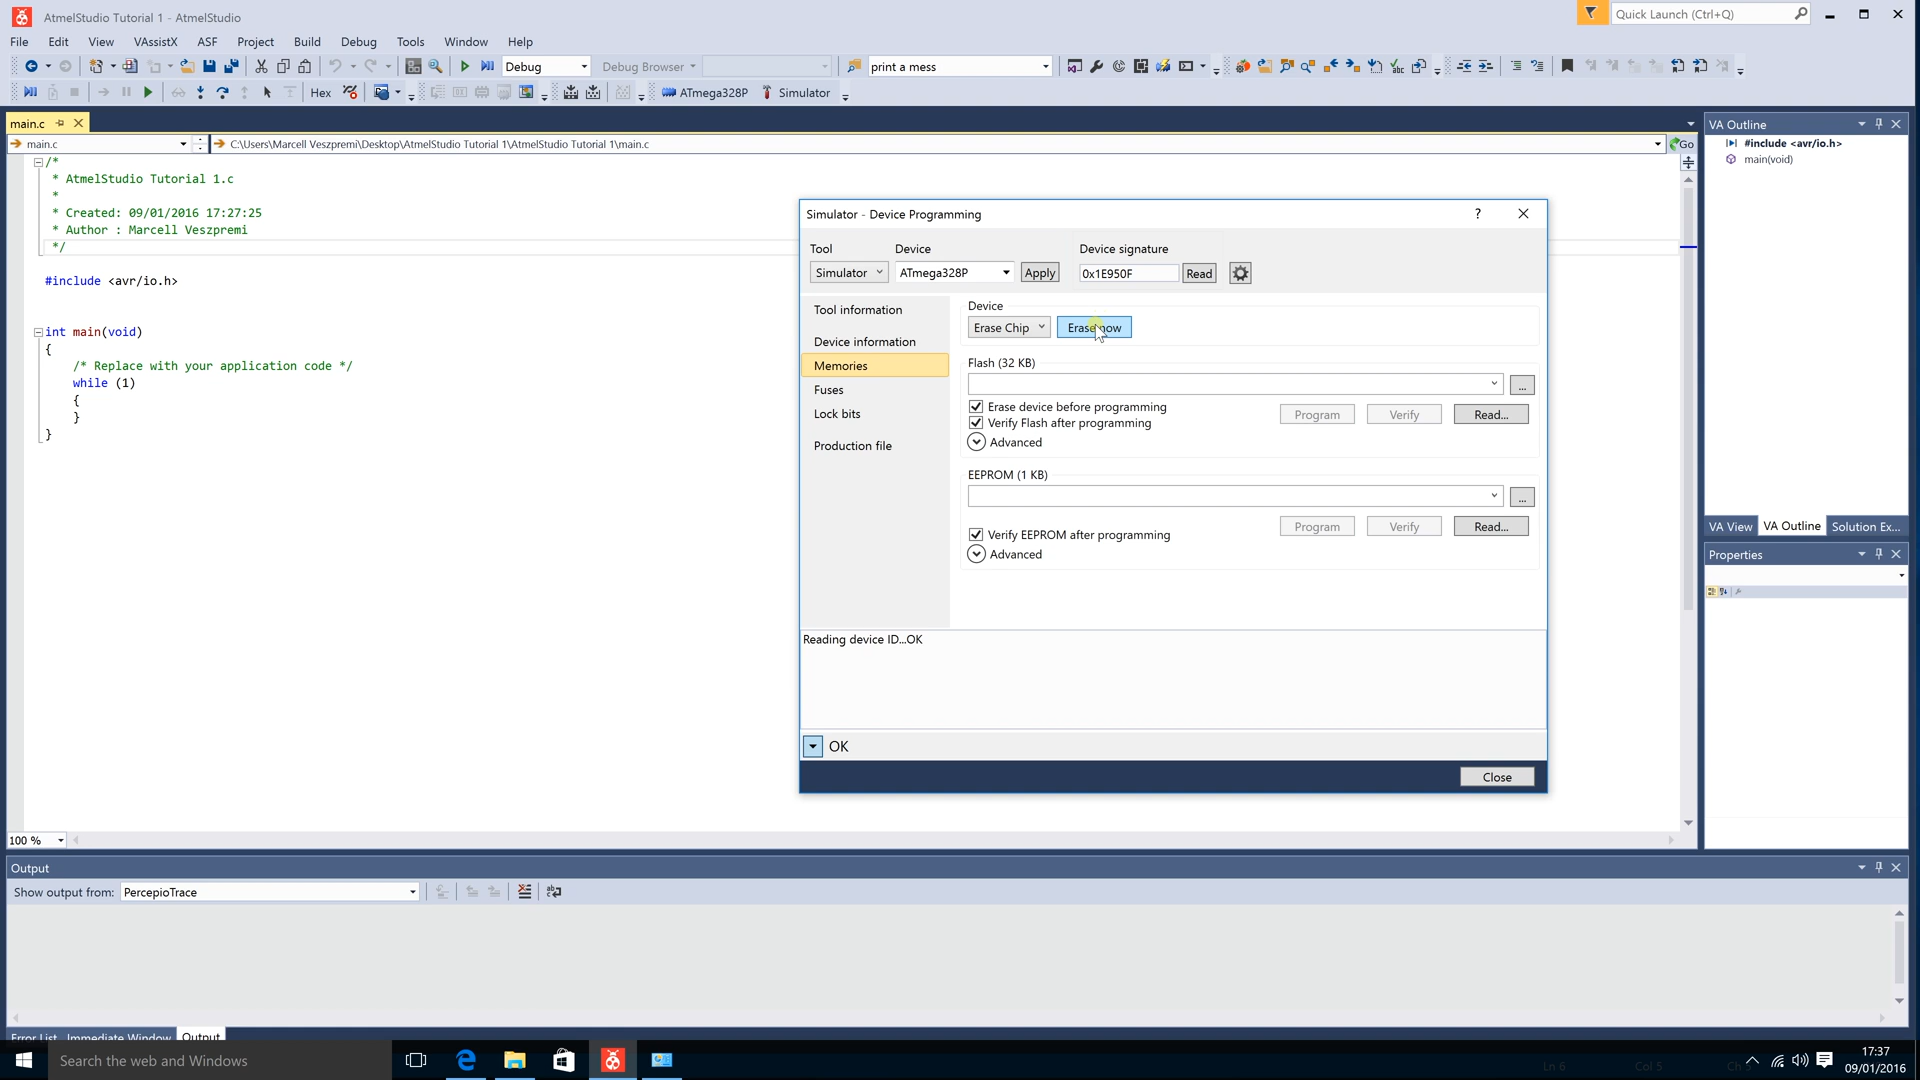 AtmelStudio Tutorial 1 - AtmelStudio
Quick Launch (Ctrl+Q)
File Edit View VAssistX ASF Project Build Debug Tools Window Help
Debug Debug Browser print a mess
Hex ATmega328P Simulator
main.c
main.c C:\Users\Marcell Veszpremi\Desktop\AtmelStudio Tutorial 1\AtmelStudio Tutorial 1\main.c Go
/*
* AtmelStudio Tutorial 1.c
*
* Created: 09/01/2016 17:27:25
* Author : Marcell Veszpremi
*/
#include <avr/io.h>
int main(void)
{
/* Replace with your application code */
while (1)
{
}
}
Simulator - Device Programming
Tool Device Device signature
Simulator ATmega328P Apply 0x1E950F Read
Tool information
Device information
Memories
Fuses
Lock bits
Production file
Device
Erase Chip Erase now
Flash (32 KB)
...
Erase device before programming
Verify Flash after programming
Program Verify Read...
Advanced
EEPROM (1 KB)
...
Program Verify Read...
Verify EEPROM after programming
Advanced
Reading device ID...OK
OK
Close
VA Outline
#include <avr/io.h>
main(void)
VA View VA Outline Solution Ex...
Properties
100 %
Output
Show output from: PercepioTrace
Error List Immediate Window Output
Search the web and Windows
Ln 6 Col 5
17:37
09/01/2016